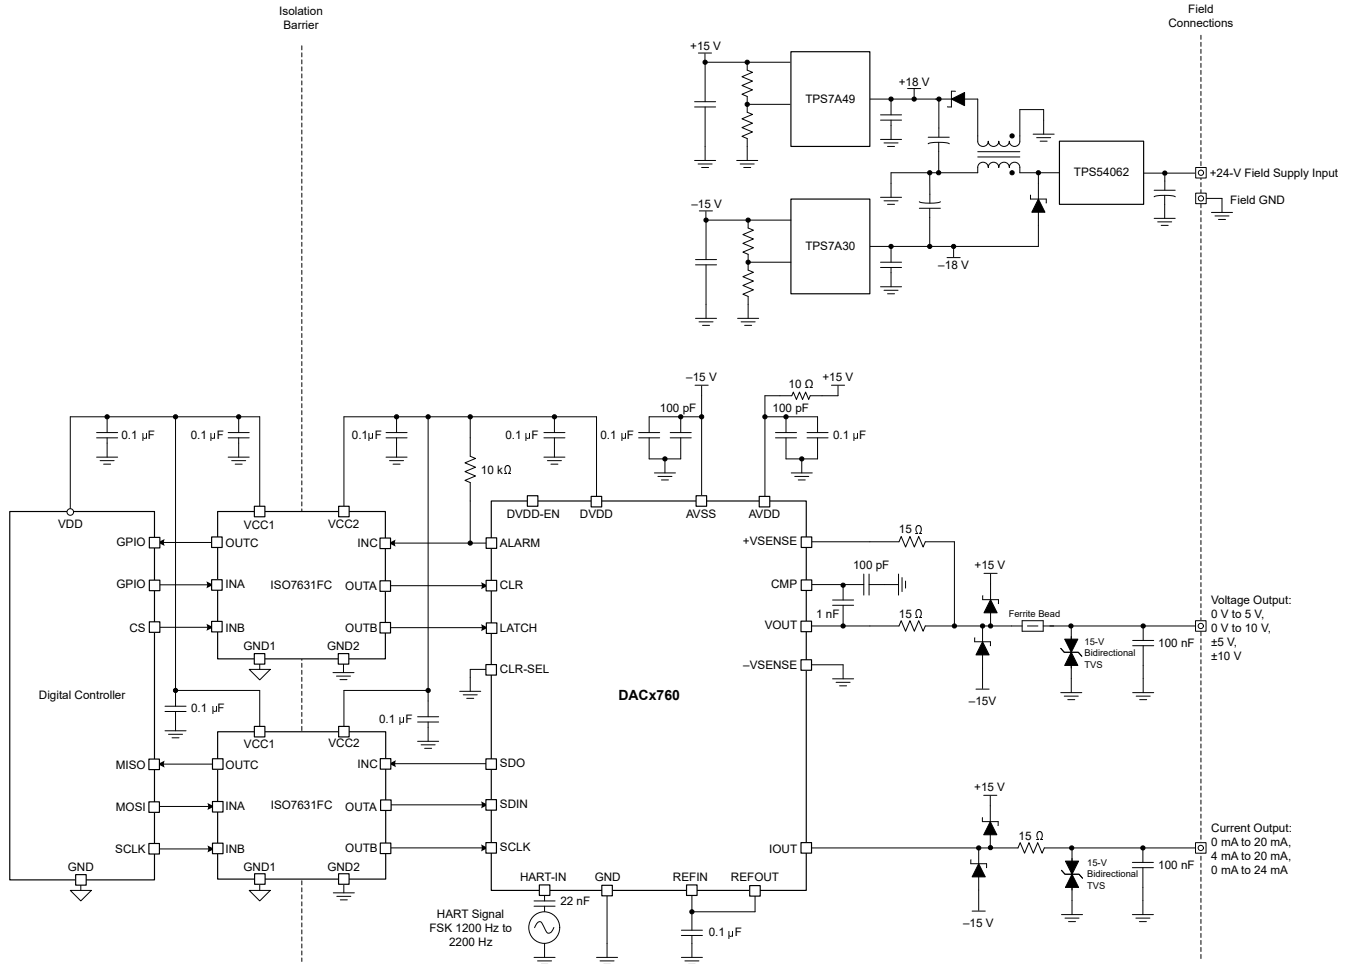 Isolation
Barrier
Field
Connections
+15 V
TPS7A49
+18 V
TPS54062
+24-V Field Supply Input
Field GND
–15 V
TPS7A30
–18 V
–15 V
10 Ω
+15 V
100 pF
100 pF
0.1 µF
0.1 µF
0.1µF
0.1 µF
0.1 µF
0.1 µF
10 kΩ
VDD
VCC1
VCC2
DVDD-EN
DVDD
AVSS
AVDD
GPIO
OUTC
INC
ALARM
+VSENSE
15 Ω
GPIO
INA
ISO7631FC
OUTA
CLR
CMP
100 pF
+15 V
1 nF
CS
INB
OUTB
LATCH
VOUT
15 Ω
Ferrite Bead
Voltage Output:
0 V to 5 V,
0 V to 10 V,
±5 V,
±10 V
15-V
Bidirectional
TVS
100 nF
GND1
GND2
CLR-SEL
–VSENSE
–15V
Digital Controller
DACx760
0.1 µF
0.1 µF
VCC1
VCC2
MISO
OUTC
INC
SDO
+15 V
MOSI
INA
ISO7631FC
OUTA
SDIN
15 Ω
Current Output:
0 mA to 20 mA,
4 mA to 20 mA,
0 mA to 24 mA
SCLK
INB
OUTB
SCLK
IOUT
15-V
Bidirectional
TVS
100 nF
GND
GND1
GND2
HART-IN
GND
REFIN
REFOUT
–15 V
22 nF
HART Signal
FSK 1200 Hz to
2200 Hz
0.1 µF